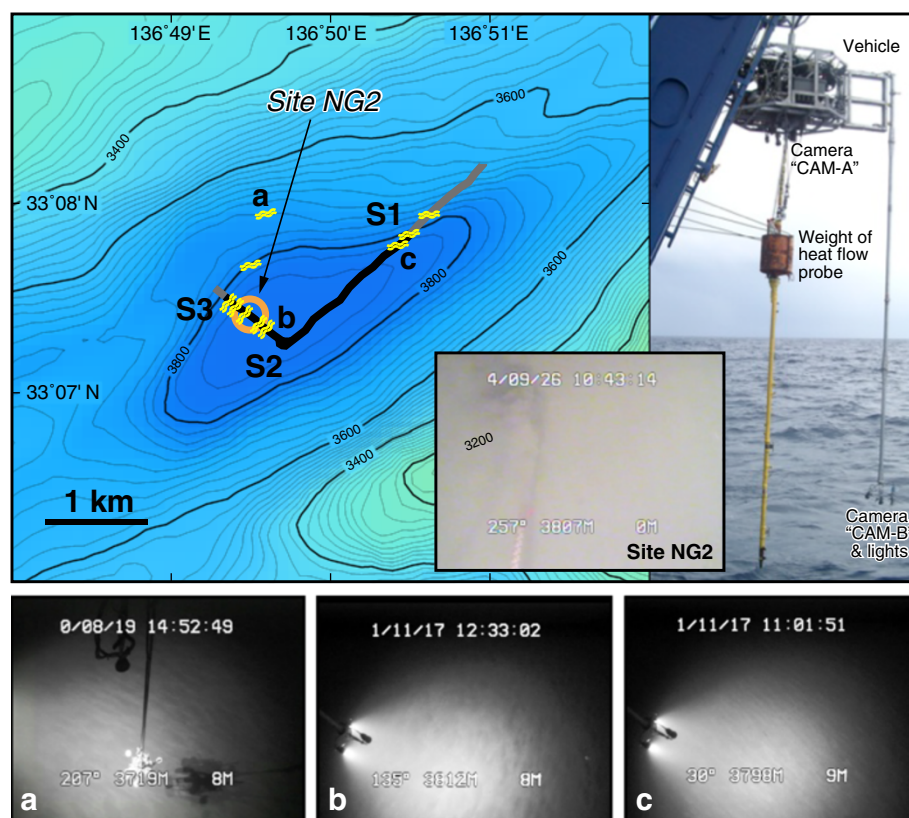 136˚49' E
136˚50' E
136˚51' E
Site NG2
3400
3600
33˚08' N
a
S1
c
3800
3600
S3
b
S2
3800
33˚07' N
3600
3400
1 km
4/09/26 10:43:14
3200
257° 3807M 0M
Site NG2
Vehicle
Camera
"CAM-A"
Weight of
heat flow
probe
Camera
"CAM-B"
& lights
0/08/19 14:52:49
207° 3719M 8M
a
1/11/17 12:33:02
135° 3812M 8M
b
1/11/17 11:01:51
30° 3798M 9M
c